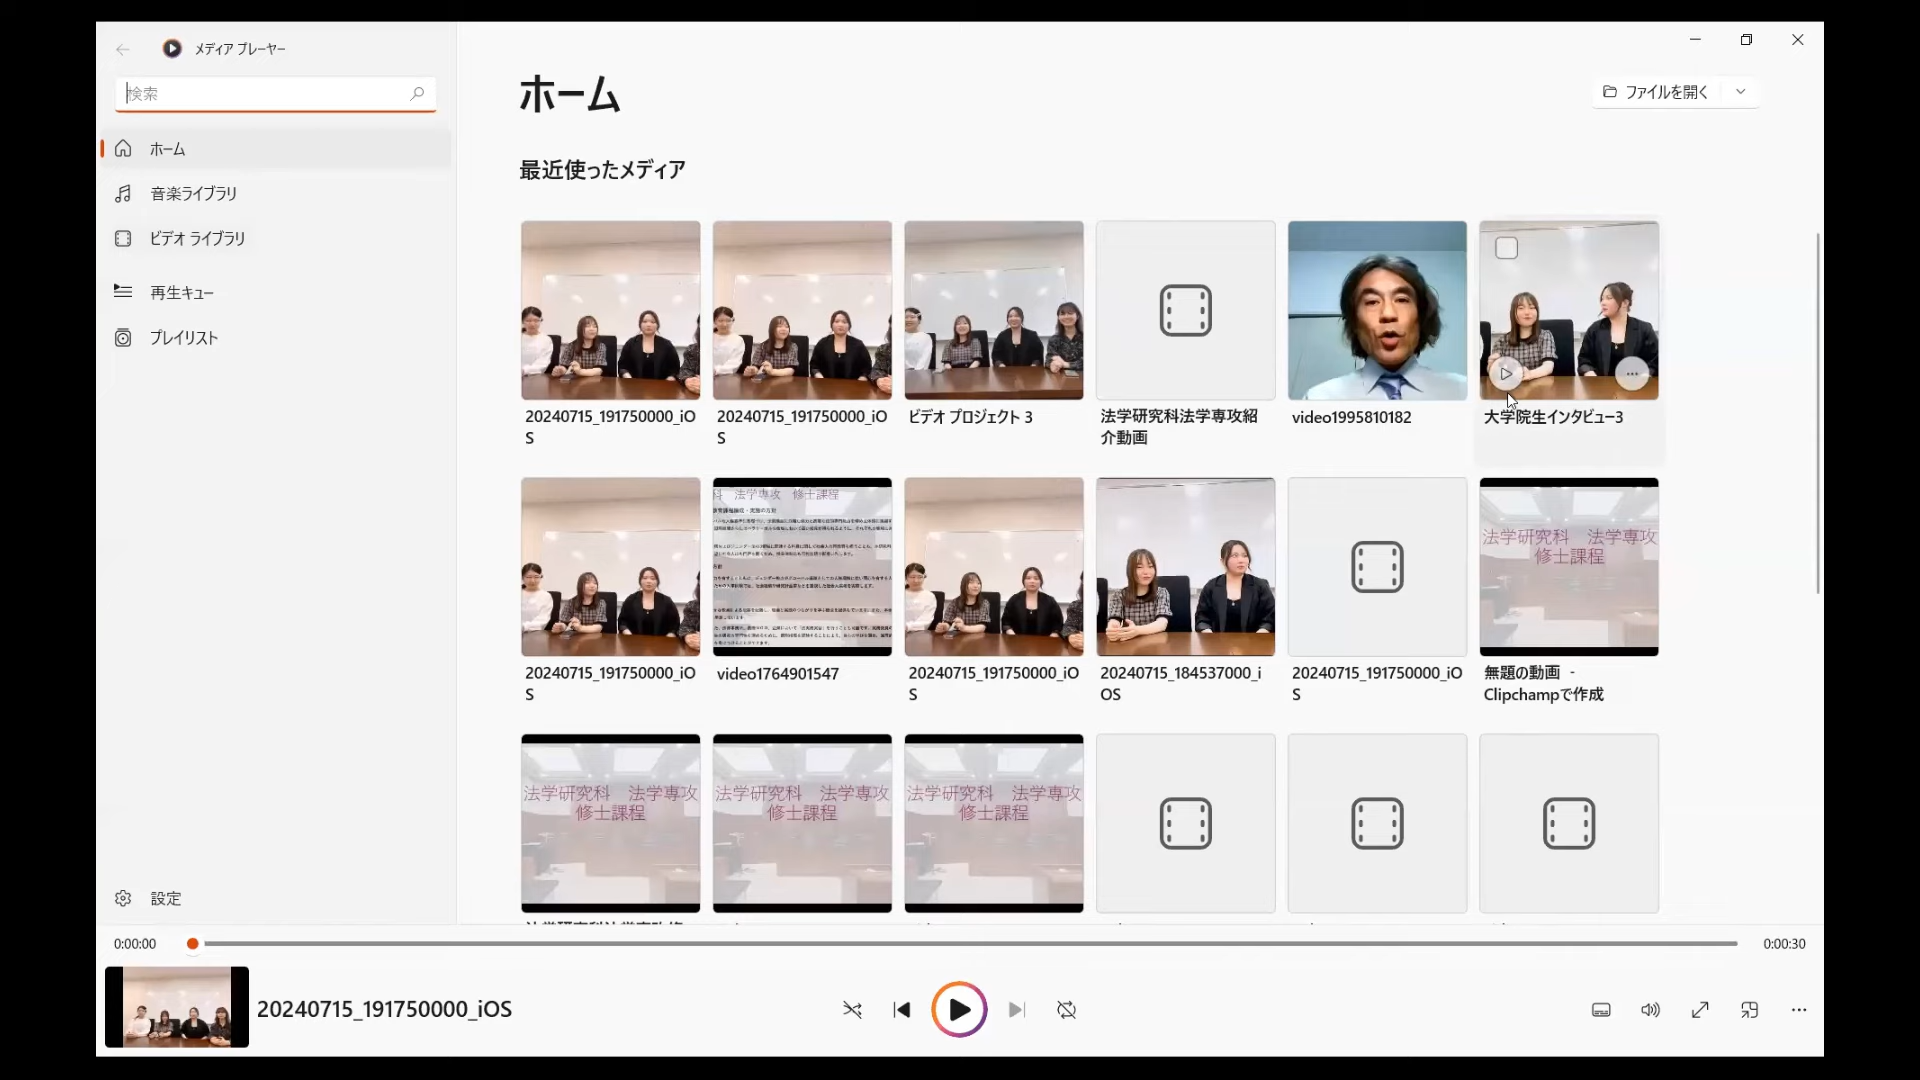 メディア プレーヤー
検索
ホーム
音楽ライブラリ
ビデオ ライブラリ
再生キュー
プレイリスト
設定
ホーム
ファイルを開く
最近使ったメディア
20240715_191750000_iO
S
20240715_191750000_iO
S
ビデオ プロジェクト 3
法学研究科法学専攻紹
介動画
video1995810182
大学院生インタビュー3
科 法学専攻 修士課程
法学研究科 法学専攻
修士課程
20240715_191750000_iO
S
video1764901547
20240715_191750000_iO
S
20240715_184537000_i
OS
20240715_191750000_iO
S
無題の動画 -
Clipchampで作成
法学研究科 法学専攻
修士課程
法学研究科 法学専攻
修士課程
法学研究科 法学専攻
修士課程
0:00:00
0:00:30
20240715_191750000_iOS